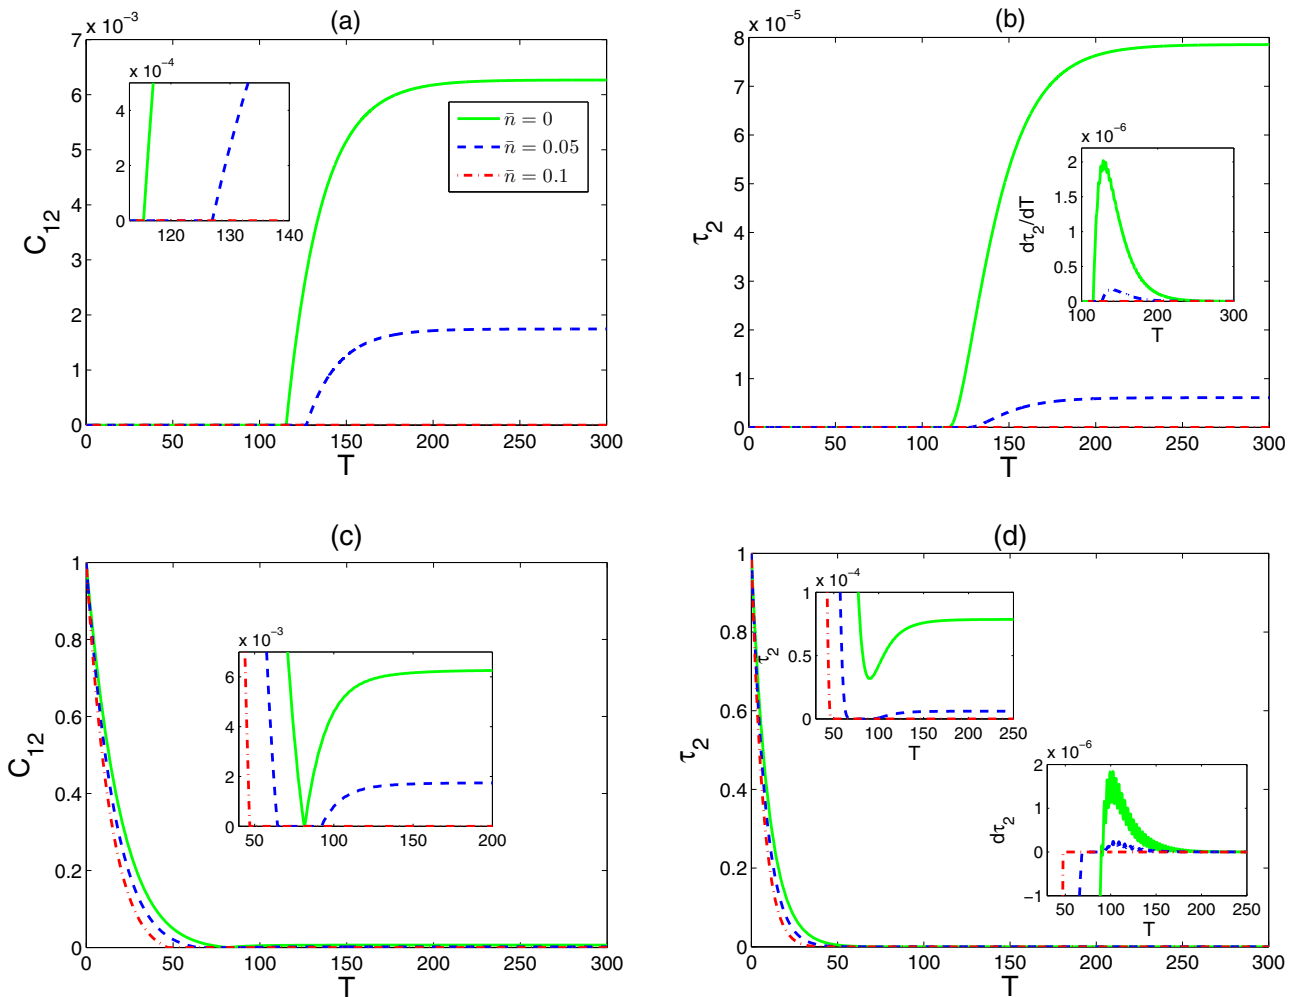 (a)
x 10⁻³
7
6
5
4
3
2
1
0
C₁₂
0 50 100 150 200 250 300
T
x 10⁻⁴
4
2
0
120 130 140
n̄ = 0
n̄ = 0.05
n̄ = 0.1
(b)
x 10⁻⁵
8
7
6
5
4
3
2
1
0
τ₂
0 50 100 150 200 250 300
T
x 10⁻⁶
2
1.5
1
0.5
0
dτ₂/dT
100 200 300
T
(c)
1
0.8
0.6
0.4
0.2
0
C₁₂
0 50 100 150 200 250 300
T
x 10⁻³
6
4
2
0
50 100 150 200
(d)
1
0.8
0.6
0.4
0.2
0
τ₂
0 50 100 150 200 250 300
T
x 10⁻⁴
1
0.5
0
τ₂
50 100 150 200 250
T
x 10⁻⁶
2
1
0
−1
dτ₂
50 100 150 200 250
T